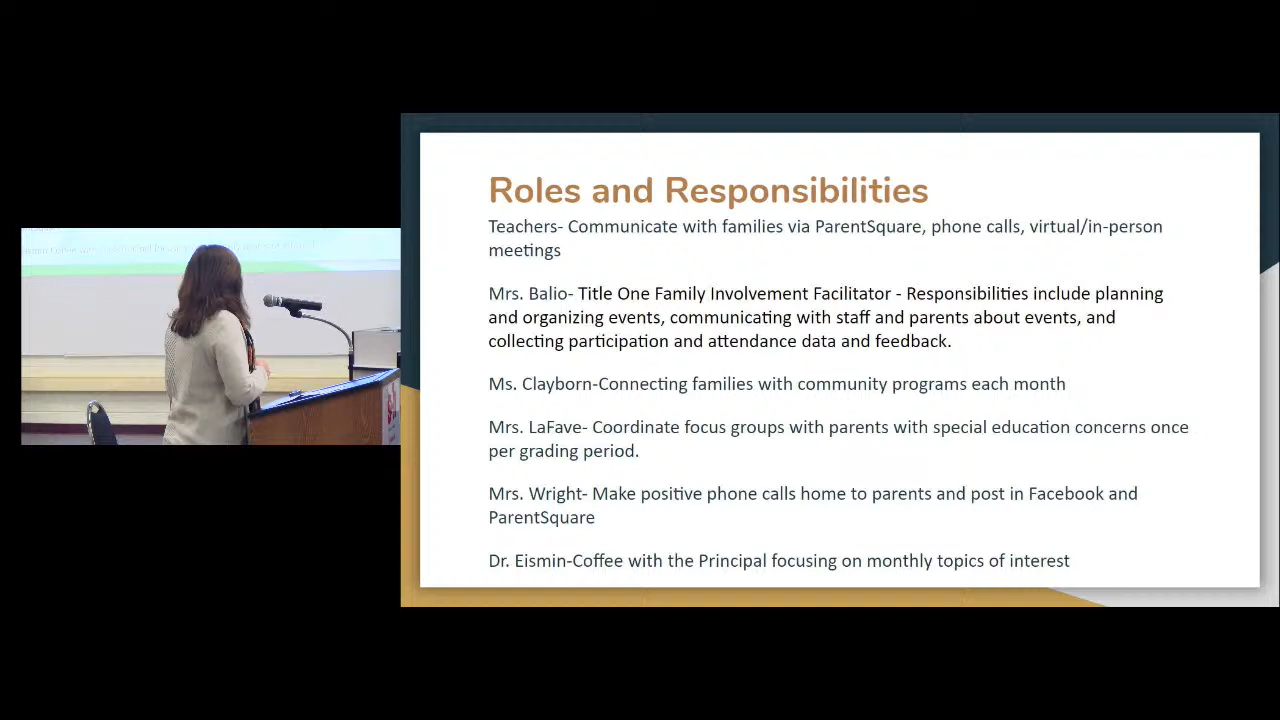 Roles and Responsibilities
Teachers- Communicate with families via ParentSquare, phone calls, virtual/in-person
meetings
Mrs. Balio- Title One Family Involvement Facilitator - Responsibilities include planning
and organizing events, communicating with staff and parents about events, and
collecting participation and attendance data and feedback.
Ms. Clayborn-Connecting families with community programs each month
Mrs. LaFave- Coordinate focus groups with parents with special education concerns once
per grading period.
Mrs. Wright- Make positive phone calls home to parents and post in Facebook and
ParentSquare
Dr. Eismin-Coffee with the Principal focusing on monthly topics of interest